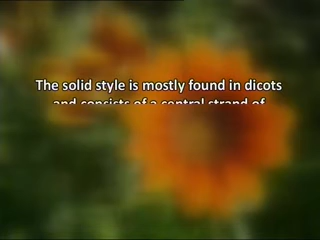 The solid style is mostly found in dicots
and consists of a central strand of